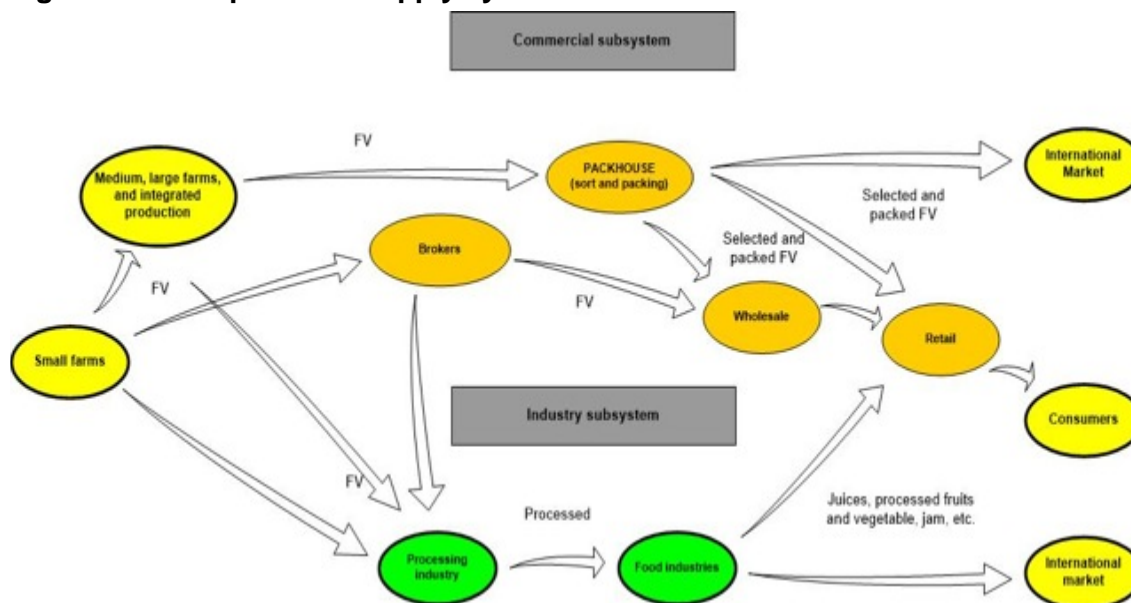 Commercial subsystem
FV
Medium, large farms,
and integrated
production
PACKHOUSE
(sort and packing)
International
Market
Selected and
packed FV
Brokers
Selected and
packed FV
FV
FV
Wholesale
Retail
Small farms
Industry subsystem
Consumers
FV
Processed
Juices, processed fruits
and vegetable, jam, etc.
Processing
industry
Food industries
International
market